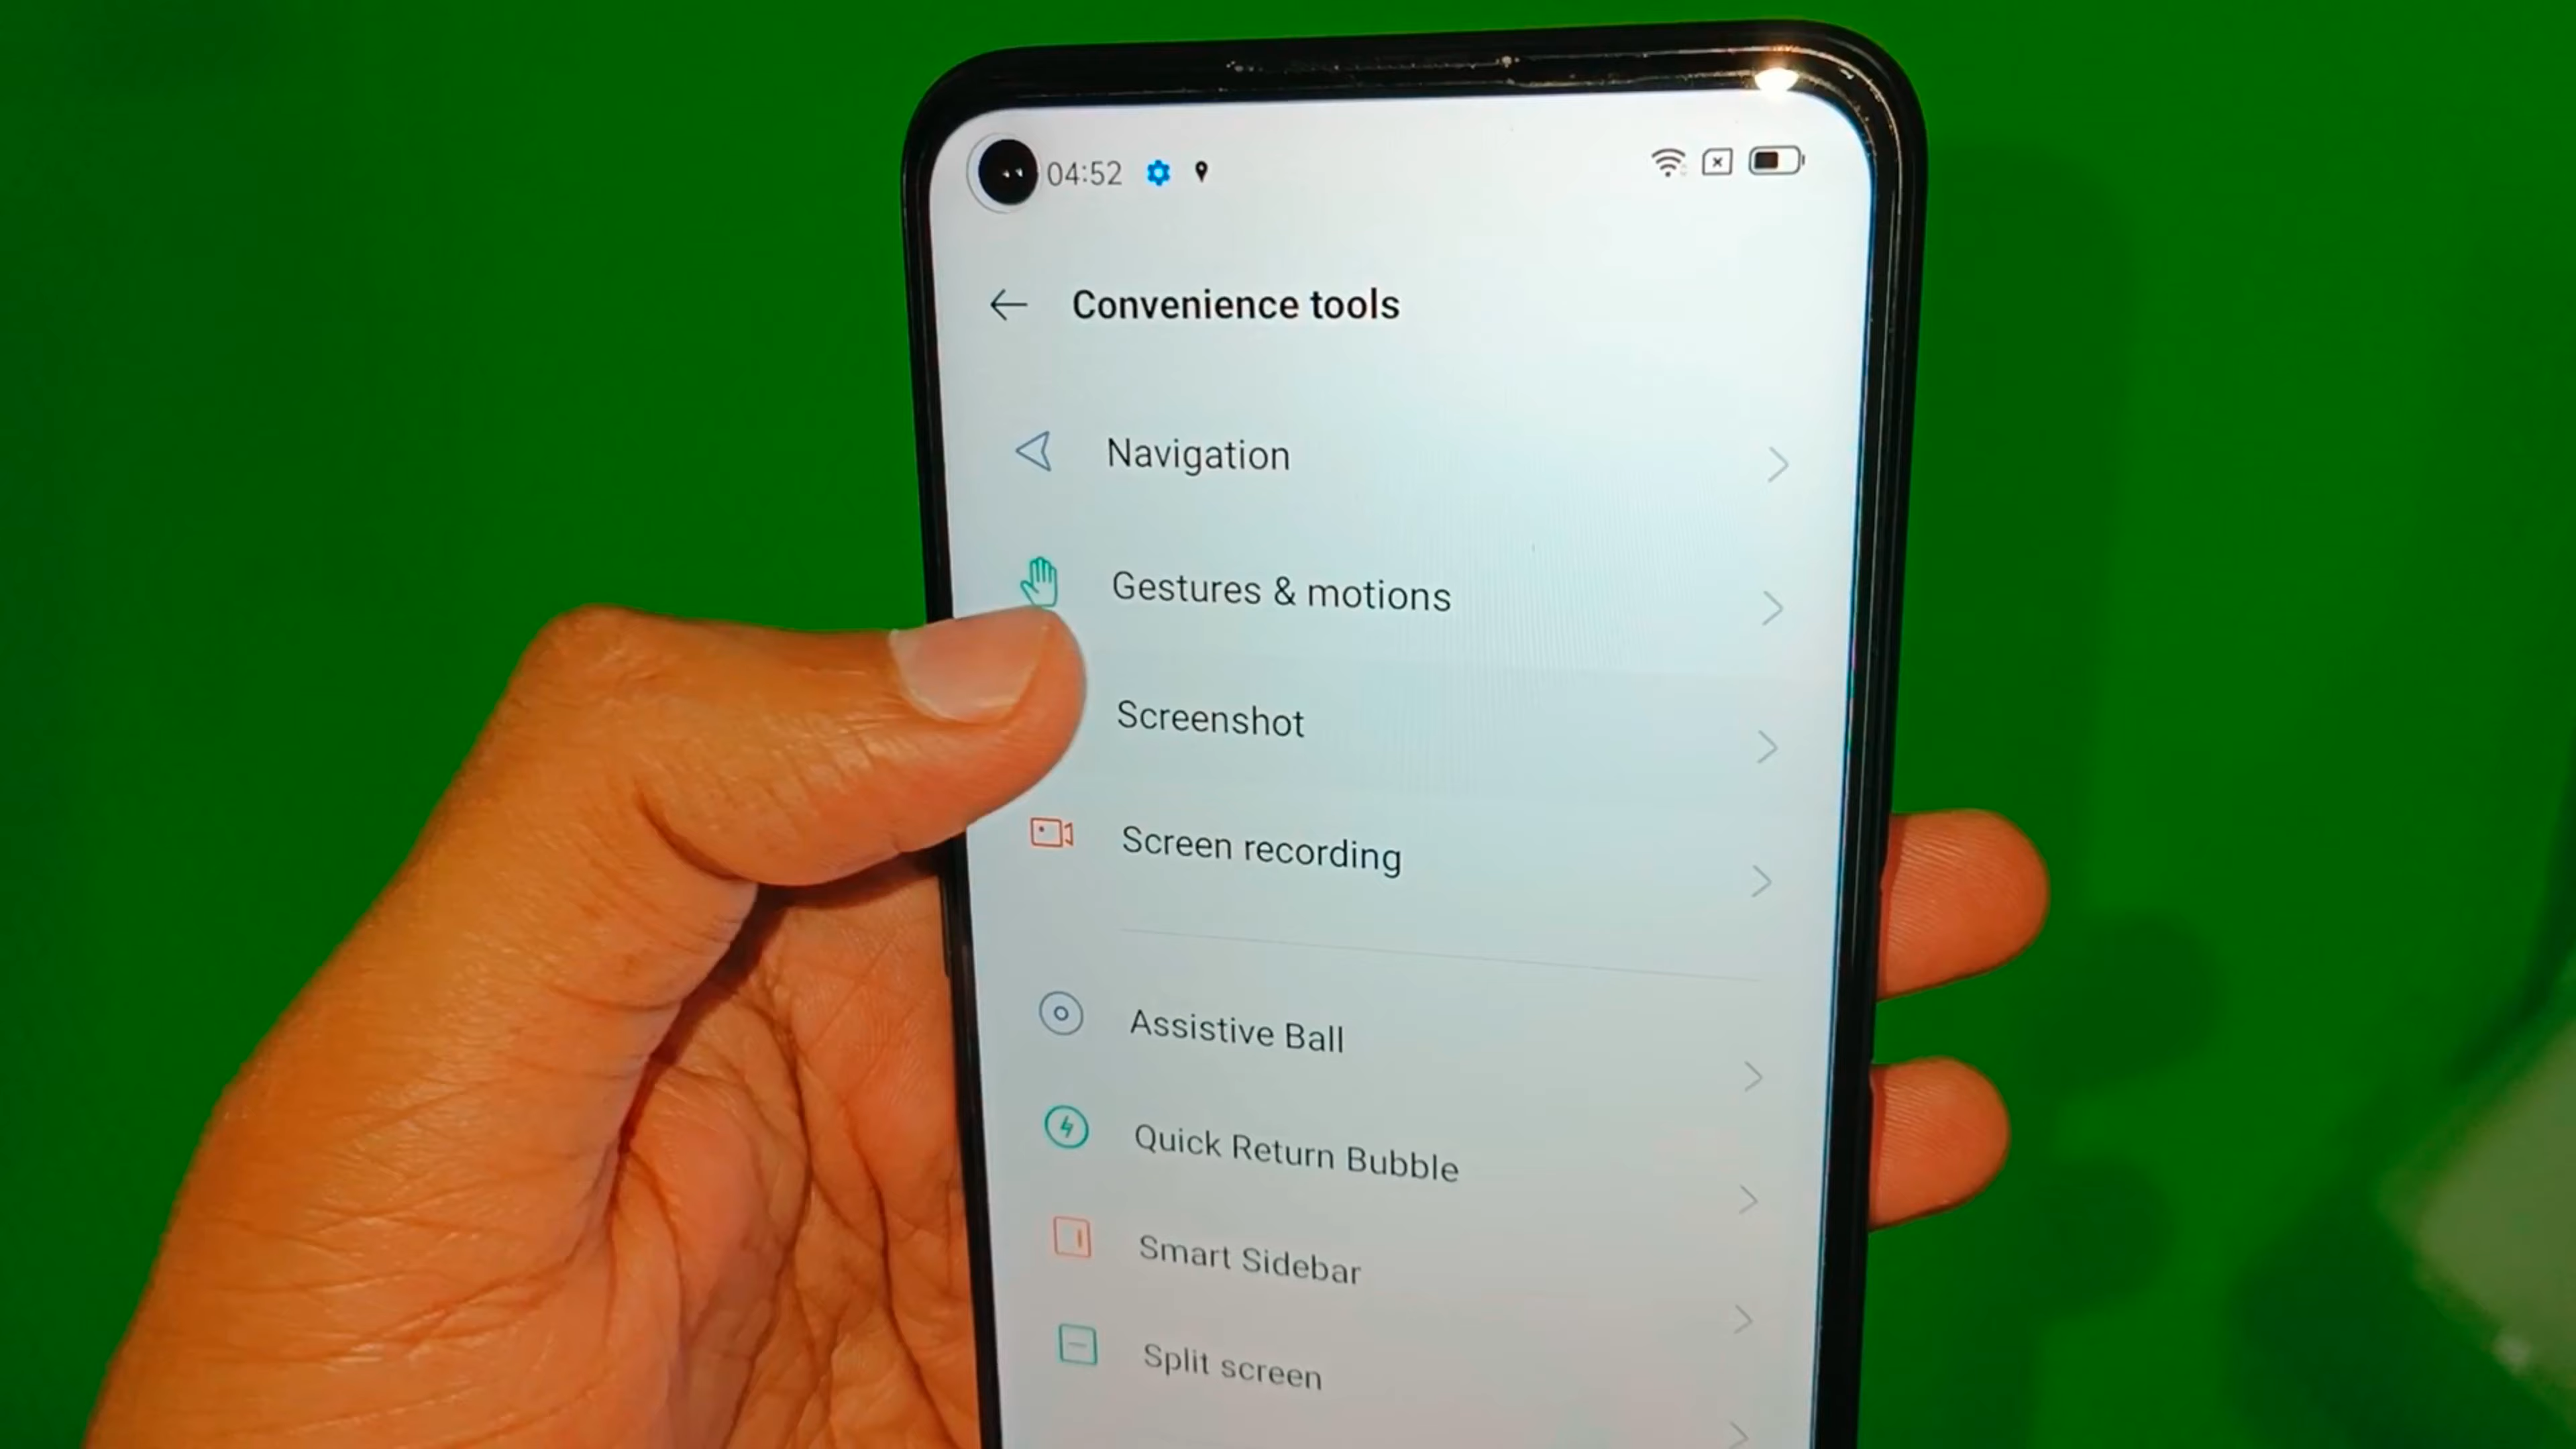 04:52
Convenience tools
Navigation
Gestures & motions
Screenshot
Screen recording
Assistive Ball
Quick Return Bubble
Smart Sidebar
Split screen